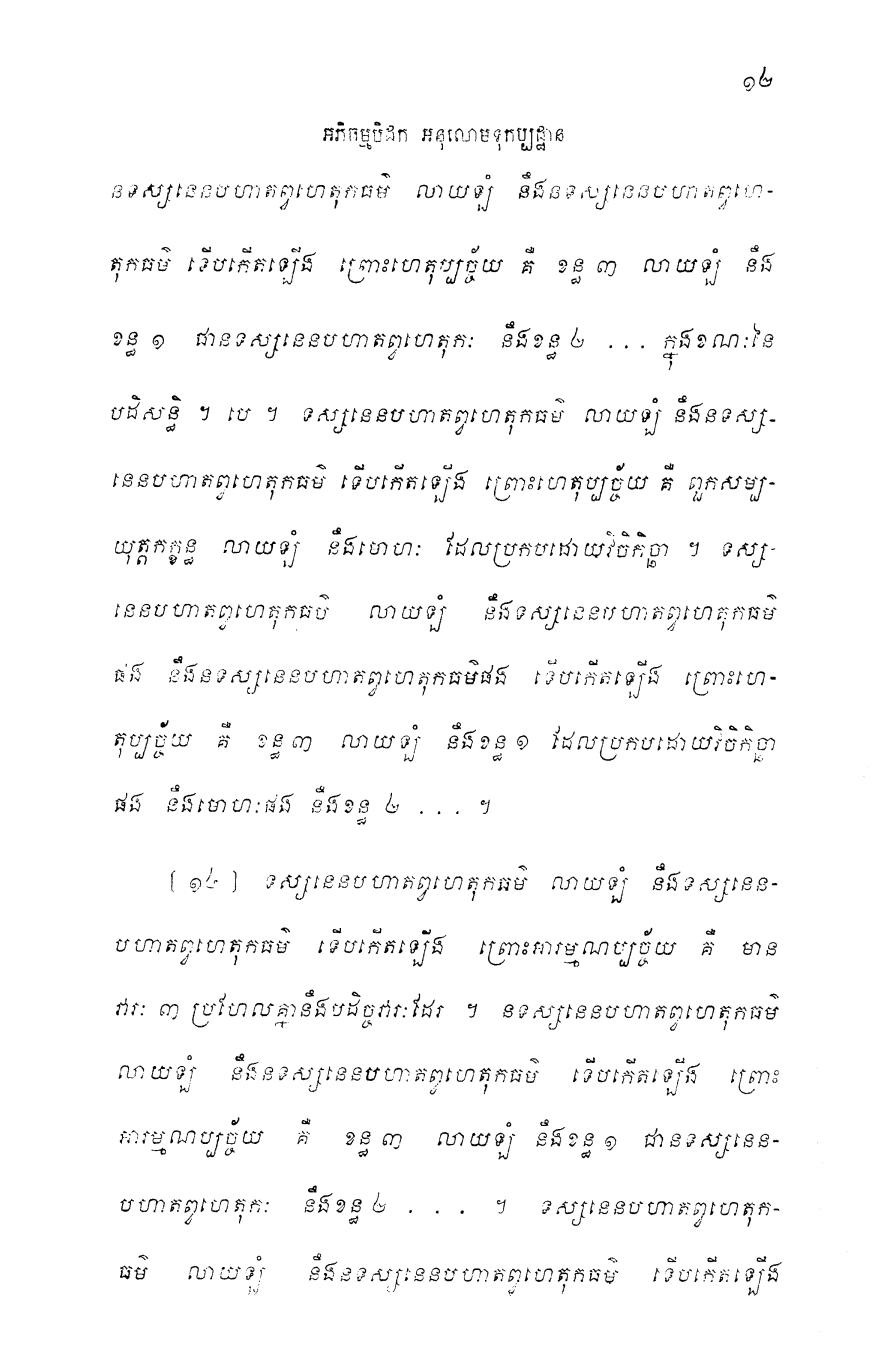 ១២
អភិធម្មបិដក អនុលោមទុកប្បដ្ឋាន
នទស្សនេនបហាតព្វហេតុកធម៌ លាយឡំ នឹងនទស្សនេនបហាតព្វហេ-
តុកធម៌ ទើបកើតឡើង ព្រោះហេតុប្បច្ច័យ គឺ ខន្ធ ៣ លាយឡំ នឹង
ខន្ធ ១ ជានទស្សនេនបហាតព្វហេតុកៈ នឹងខន្ធ ២ ... ក្នុងខណៈនៃ
បដិសន្ធិ ។ បេ ។ ទស្សនេនបហាតព្វហេតុកធម៌ លាយឡំ នឹងនទស្ស-
នេនបហាតព្វហេតុកធម៌ ទើបកើតឡើង ព្រោះហេតុប្បច្ច័យ គឺ ពួកសម្ប-
យុត្តកក្ខន្ធ លាយឡំ នឹងមោហៈ ដែលប្រកបដោយវិចិកិច្ឆា ។ ទស្ស-
នេនបហាតព្វហេតុកធម៌ លាយឡំ នឹងទស្សនេនបហាតព្វហេតុកធម៌
ផង នឹងនទស្សនេនបហាតព្វហេតុកធម៌ផង ទើបកើតឡើង ព្រោះហេ-
តុប្បច្ច័យ គឺ ខន្ធ ៣ លាយឡំ នឹងខន្ធ ១ ដែលប្រកបដោយវិចិកិច្ឆា
ផង នឹងមោហៈផង នឹងខន្ធ ២ ... ។
[ ១៤ ] ទស្សនេនបហាតព្វហេតុកធម៌ លាយឡំ នឹងទស្សនេន-
បហាតព្វហេតុកធម៌ ទើបកើតឡើង ព្រោះអារម្មណប្បច្ច័យ គឺ មាន
វារៈ ៣ ប្រហែលគ្នានឹងបដិច្ចវារៈដែរ ។ នទស្សនេនបហាតព្វហេតុកធម៌
លាយឡំ នឹងនទស្សនេនបហាតព្វហេតុកធម៌ ទើបកើតឡើង ព្រោះ
អារម្មណប្បច្ច័យ គឺ ខន្ធ ៣ លាយឡំ នឹងខន្ធ ១ ជានទស្សនេន-
បហាតព្វហេតុកៈ នឹងខន្ធ ២ ... ។ ទស្សនេនបហាតព្វហេតុក-
ធម៌ លាយឡំ នឹងនទស្សនេនបហាតព្វហេតុកធម៌ ទើបកើតឡើង